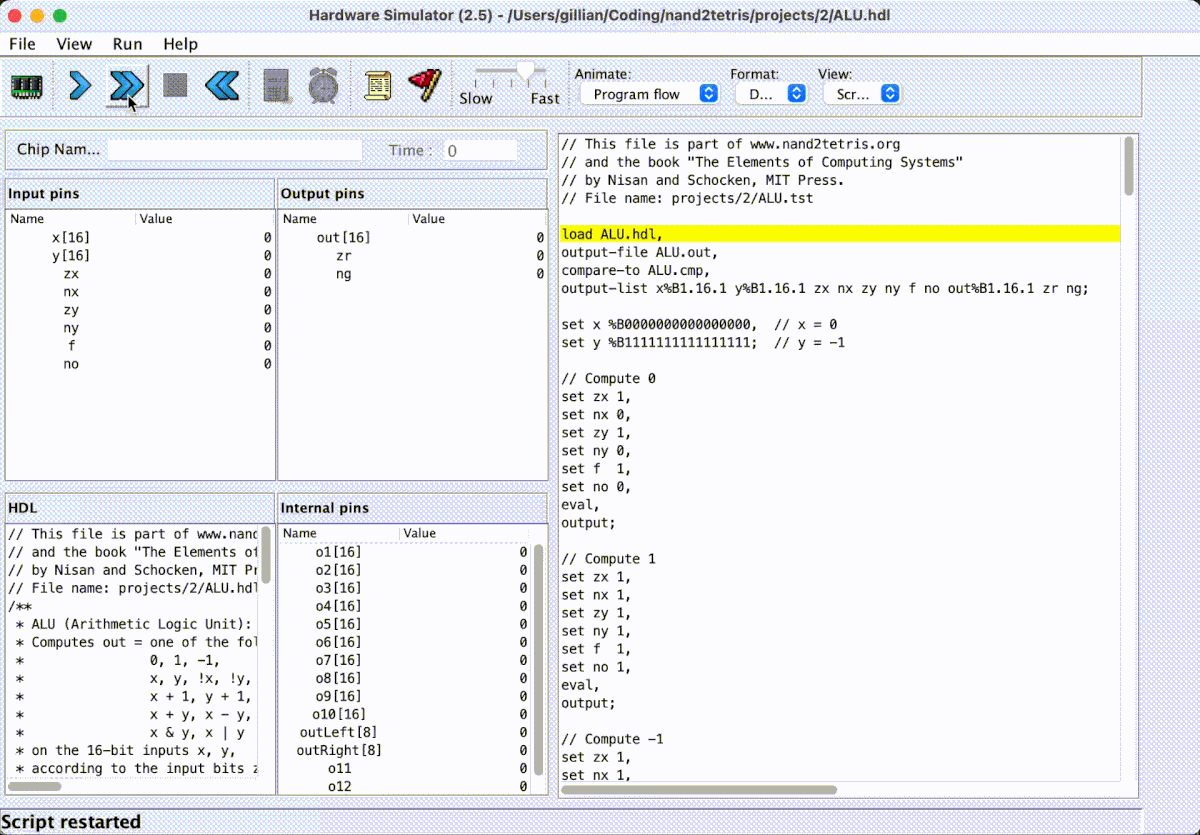 Hardware Simulator (2.5) - /Users/gillian/Coding/nand2tetris/projects/2/ALU.hdl
File View Run Help
Slow Fast
Animate: Format: View:
Program flow D... Scr...
Chip Nam... Time : 0
Input pins
Name Value
x[16] 0
y[16] 0
zx 0
nx 0
zy 0
ny 0
f 0
no 0
Output pins
Name Value
out[16] 0
zr 0
ng 0
HDL
// This file is part of www.nand
// and the book "The Elements of
// by Nisan and Schocken, MIT Pr
// File name: projects/2/ALU.hdl
/**
* ALU (Arithmetic Logic Unit):
* Computes out = one of the fol
* 0, 1, -1,
* x, y, !x, !y,
* x + 1, y + 1,
* x + y, x - y,
* x & y, x | y
* on the 16-bit inputs x, y,
* according to the input bits z
Internal pins
Name Value
o1[16] 0
o2[16] 0
o3[16] 0
o4[16] 0
o5[16] 0
o6[16] 0
o7[16] 0
o8[16] 0
o9[16] 0
o10[16] 0
outLeft[8] 0
outRight[8] 0
o11 0
o12 0
// This file is part of www.nand2tetris.org
// and the book "The Elements of Computing Systems"
// by Nisan and Schocken, MIT Press.
// File name: projects/2/ALU.tst
load ALU.hdl,
output-file ALU.out,
compare-to ALU.cmp,
output-list x%B1.16.1 y%B1.16.1 zx nx zy ny f no out%B1.16.1 zr ng;
set x %B0000000000000000, // x = 0
set y %B1111111111111111; // y = -1
// Compute 0
set zx 1,
set nx 0,
set zy 1,
set ny 0,
set f 1,
set no 0,
eval,
output;
// Compute 1
set zx 1,
set nx 1,
set zy 1,
set ny 1,
set f 1,
set no 1,
eval,
output;
// Compute -1
set zx 1,
set nx 1,
Script restarted